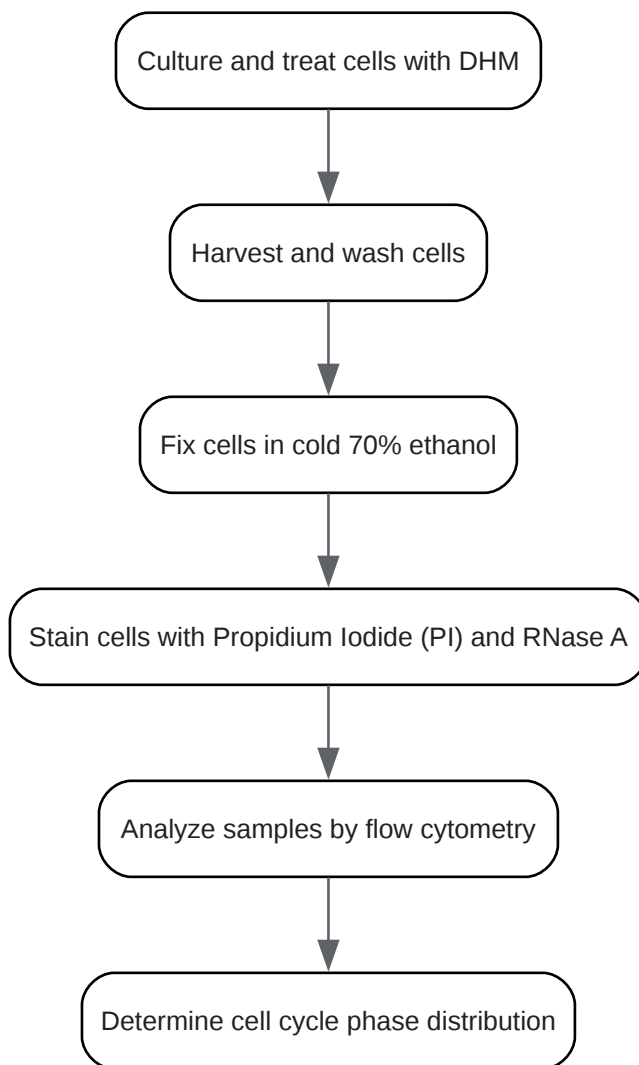 Culture and treat cells with DHM
Harvest and wash cells
Fix cells in cold 70% ethanol
Stain cells with Propidium Iodide (PI) and RNase A
Analyze samples by flow cytometry
Determine cell cycle phase distribution